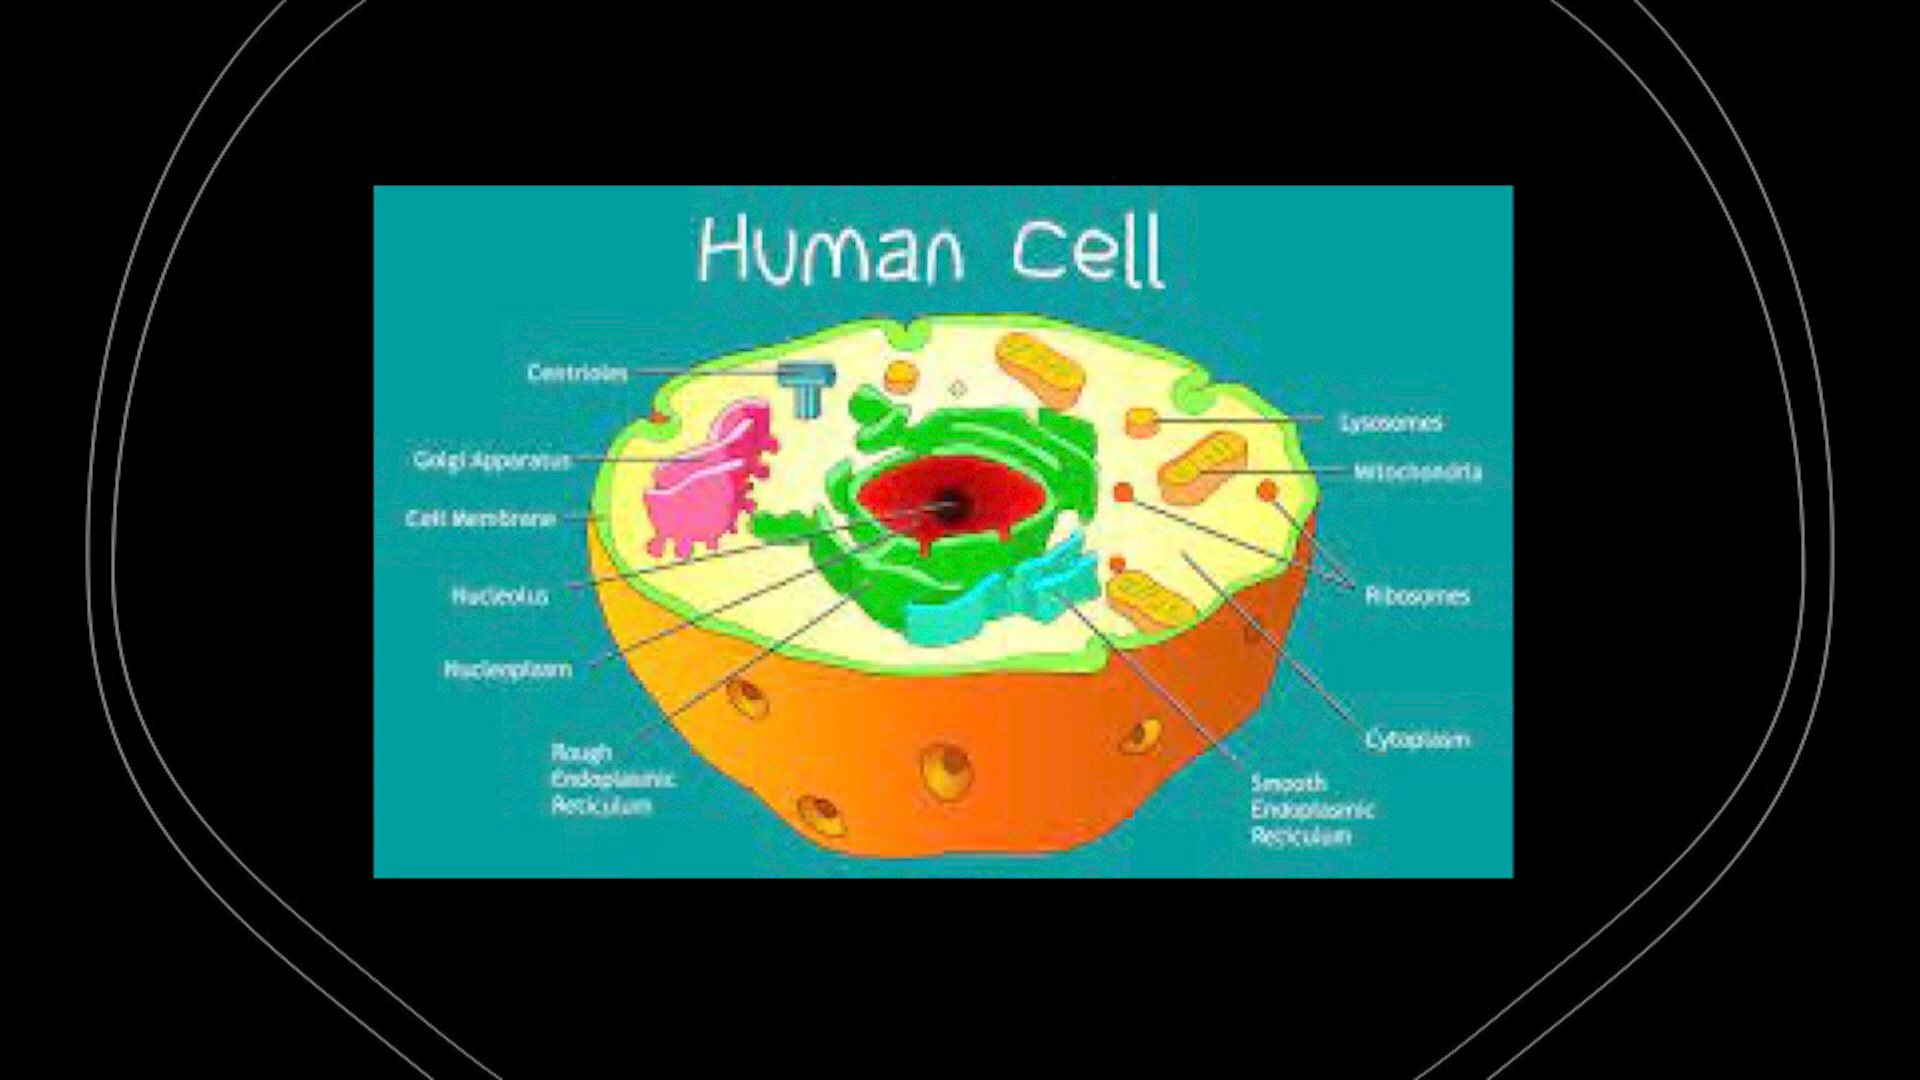 Human Cell
Centrioles
Golgi Apparatus
Cell Membrane
Nucleolus
Nucleoplasm
Rough
Endoplasmic
Reticulum
Lysosomes
Mitochondria
Ribosomes
Cytoplasm
Smooth
Endoplasmic
Reticulum